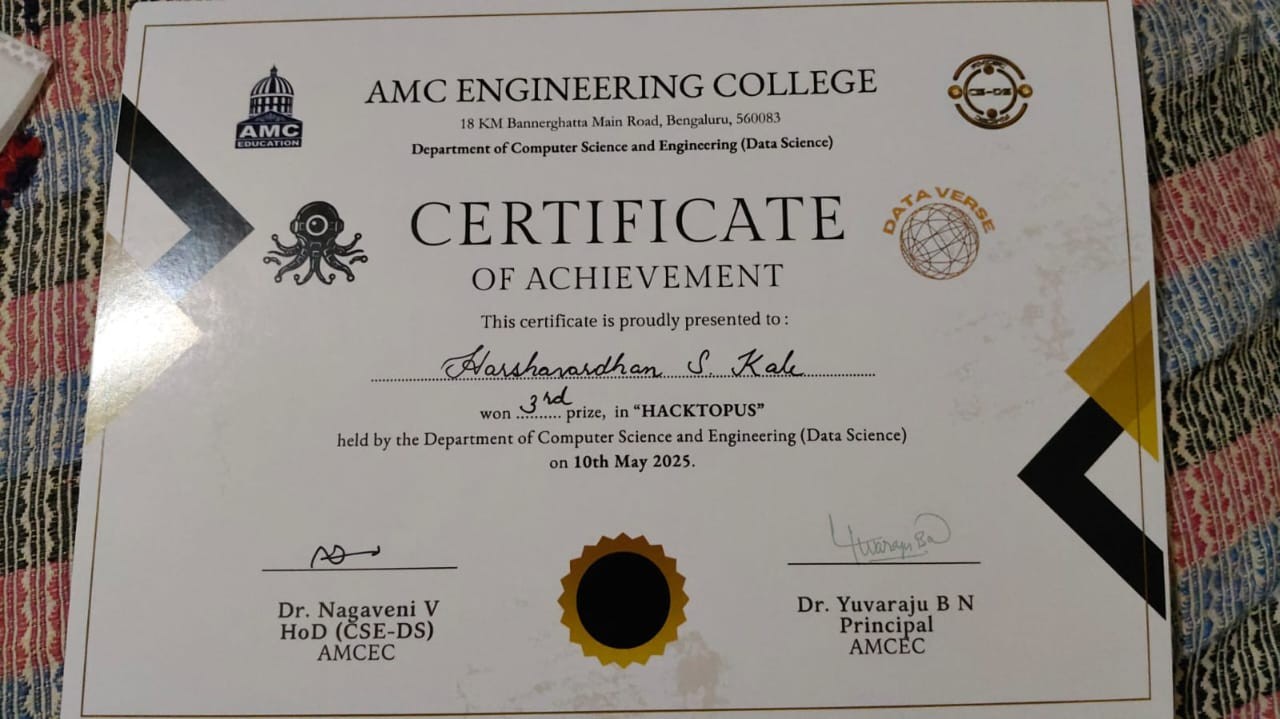 AMC ENGINEERING COLLEGE
18 KM Bannerghatta Main Road, Bengaluru, 560083
Department of Computer Science and Engineering (Data Science)
AMC
EDUCATION
CS-DS
CERTIFICATE
OF ACHIEVEMENT
DATA VERSE
This certificate is proudly presented to :
Harshavardhan S. Kale
won 3rd prize, in “HACKTOPUS”
held by the Department of Computer Science and Engineering (Data Science)
on 10th May 2025.
Yuvaraju B N
Dr. Nagaveni V
HoD (CSE-DS)
AMCEC
Dr. Yuvaraju B N
Principal
AMCEC